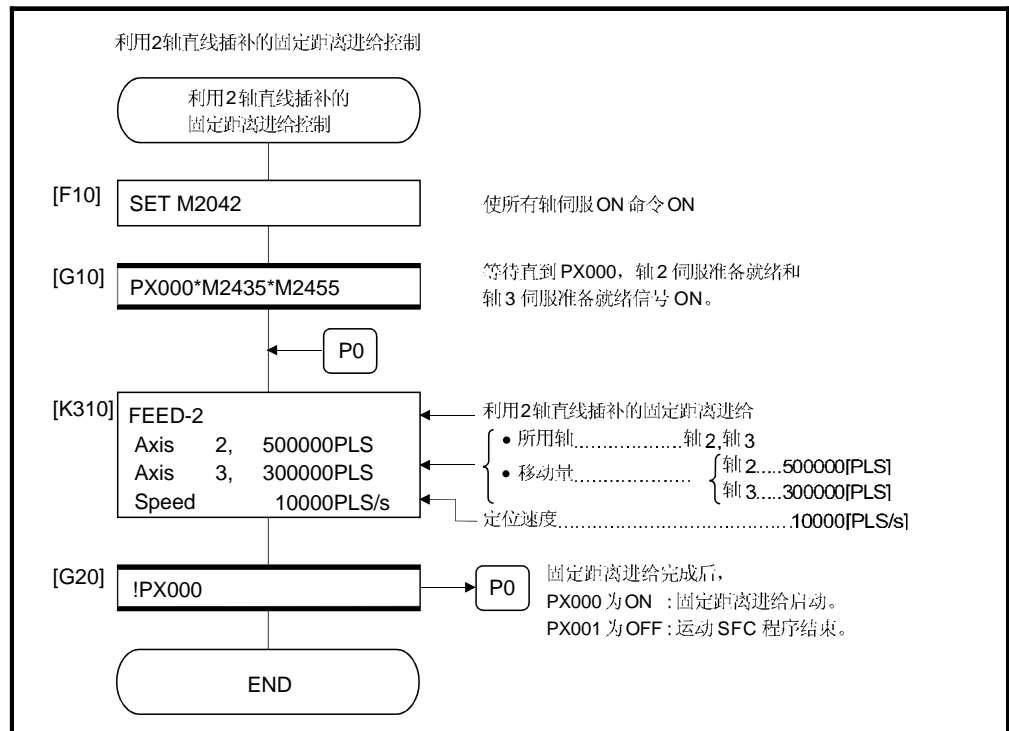 利用2轴直线插补的固定距离进给控制
利用2轴直线插补的
固定距离进给控制
[F10]
SET M2042
使所有轴伺服ON命令ON
[G10]
PX000*M2435*M2455
等待直到PX000，轴2伺服准备就绪和
轴3伺服准备就绪信号ON。
P0
[K310]
FEED-2
Axis 2, 500000PLS
Axis 3, 300000PLS
Speed 10000PLS/s
利用2轴直线插补的固定距离进给
• 所用轴.................轴2,轴3
• 移动量...................
轴2.....500000[PLS]
轴3.....300000[PLS]
定位速度......................................10000[PLS/s]
[G20]
!PX000
P0
固定距离进给完成后，
PX000为ON :固定距离进给启动。
PX001为OFF:运动SFC程序结束。
END